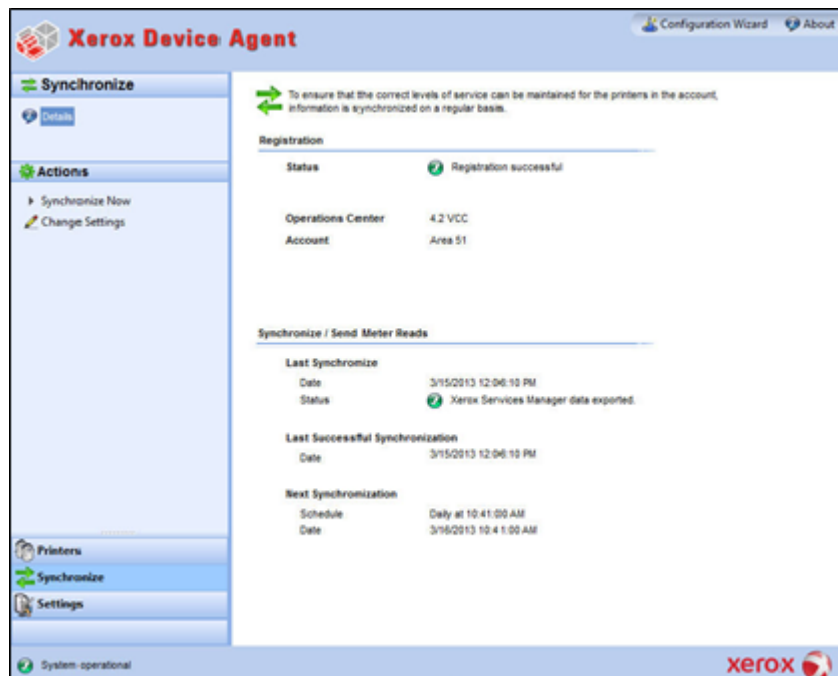 Xerox Device Agent
Configuration Wizard
About
Synchronize
Details
Actions
Synchronize Now
Change Settings
To ensure that the correct levels of service can be maintained for the printers in the account,
information is synchronized on a regular basis.
Registration
Status Registration successful
Operations Center 4.2 VCC
Account Area 51
Synchronize / Send Meter Reads
Last Synchronize
Date 3/15/2013 12:06:10 PM
Status Xerox Services Manager data exported.
Last Successful Synchronization
Date 3/15/2013 12:06:10 PM
Next Synchronization
Schedule Daily at 10:41:00 AM
Date 3/16/2013 10:41:00 AM
Printers
Synchronize
Settings
System operational
xerox